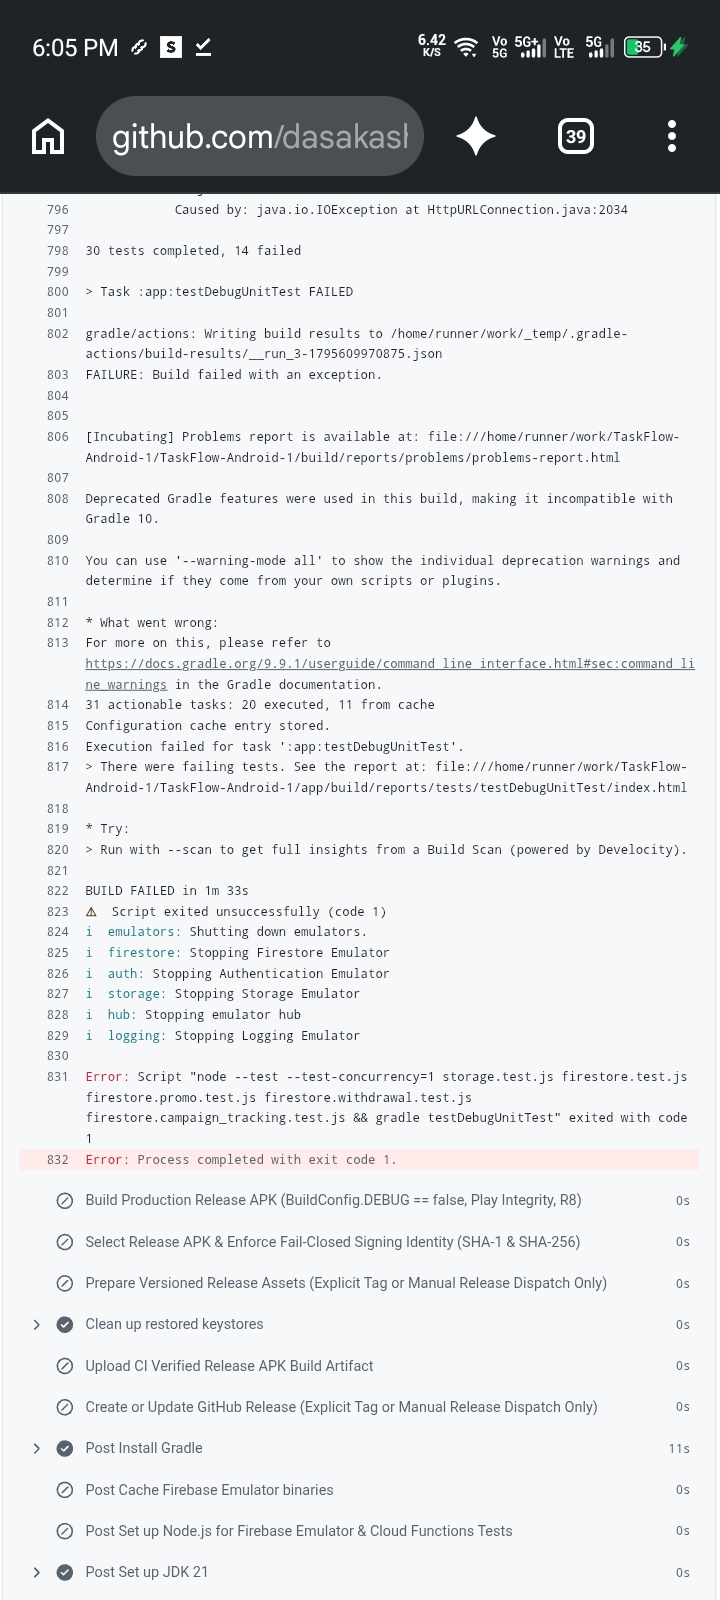 6:05 PM
6.42 K/S
Vo 5G
5G+
Vo LTE
5G
35
github.com/dasakas
39
796 Caused by: java.io.IOException at HttpURLConnection.java:2034
797
798 30 tests completed, 14 failed
799
800 > Task :app:testDebugUnitTest FAILED
801
802 gradle/actions: Writing build results to /home/runner/work/_temp/.gradle-
actions/build-results/__run_3-1795609970875.json
803 FAILURE: Build failed with an exception.
804
805
806 [Incubating] Problems report is available at: file:///home/runner/work/TaskFlow-
Android-1/TaskFlow-Android-1/build/reports/problems/problems-report.html
807
808 Deprecated Gradle features were used in this build, making it incompatible with
Gradle 10.
809
810 You can use '--warning-mode all' to show the individual deprecation warnings and
determine if they come from your own scripts or plugins.
811
812 * What went wrong:
813 For more on this, please refer to
https://docs.gradle.org/9.9.1/userguide/command_line_interface.html#sec:command_li
ne_warnings in the Gradle documentation.
814 31 actionable tasks: 20 executed, 11 from cache
815 Configuration cache entry stored.
816 Execution failed for task ':app:testDebugUnitTest'.
817 > There were failing tests. See the report at: file:///home/runner/work/TaskFlow-
Android-1/TaskFlow-Android-1/app/build/reports/tests/testDebugUnitTest/index.html
818
819 * Try:
820 > Run with --scan to get full insights from a Build Scan (powered by Develocity).
821
822 BUILD FAILED in 1m 33s
823 ⚠ Script exited unsuccessfully (code 1)
824 i emulators: Shutting down emulators.
825 i firestore: Stopping Firestore Emulator
826 i auth: Stopping Authentication Emulator
827 i storage: Stopping Storage Emulator
828 i hub: Stopping emulator hub
829 i logging: Stopping Logging Emulator
830
831 Error: Script "node --test --test-concurrency=1 storage.test.js firestore.test.js
firestore.promo.test.js firestore.withdrawal.test.js
firestore.campaign_tracking.test.js && gradle testDebugUnitTest" exited with code
1
832 Error: Process completed with exit code 1.
Build Production Release APK (BuildConfig.DEBUG == false, Play Integrity, R8) 0s
Select Release APK & Enforce Fail-Closed Signing Identity (SHA-1 & SHA-256) 0s
Prepare Versioned Release Assets (Explicit Tag or Manual Release Dispatch Only) 0s
Clean up restored keystores 0s
Upload CI Verified Release APK Build Artifact 0s
Create or Update GitHub Release (Explicit Tag or Manual Release Dispatch Only) 0s
Post Install Gradle 11s
Post Cache Firebase Emulator binaries 0s
Post Set up Node.js for Firebase Emulator & Cloud Functions Tests 0s
Post Set up JDK 21 0s